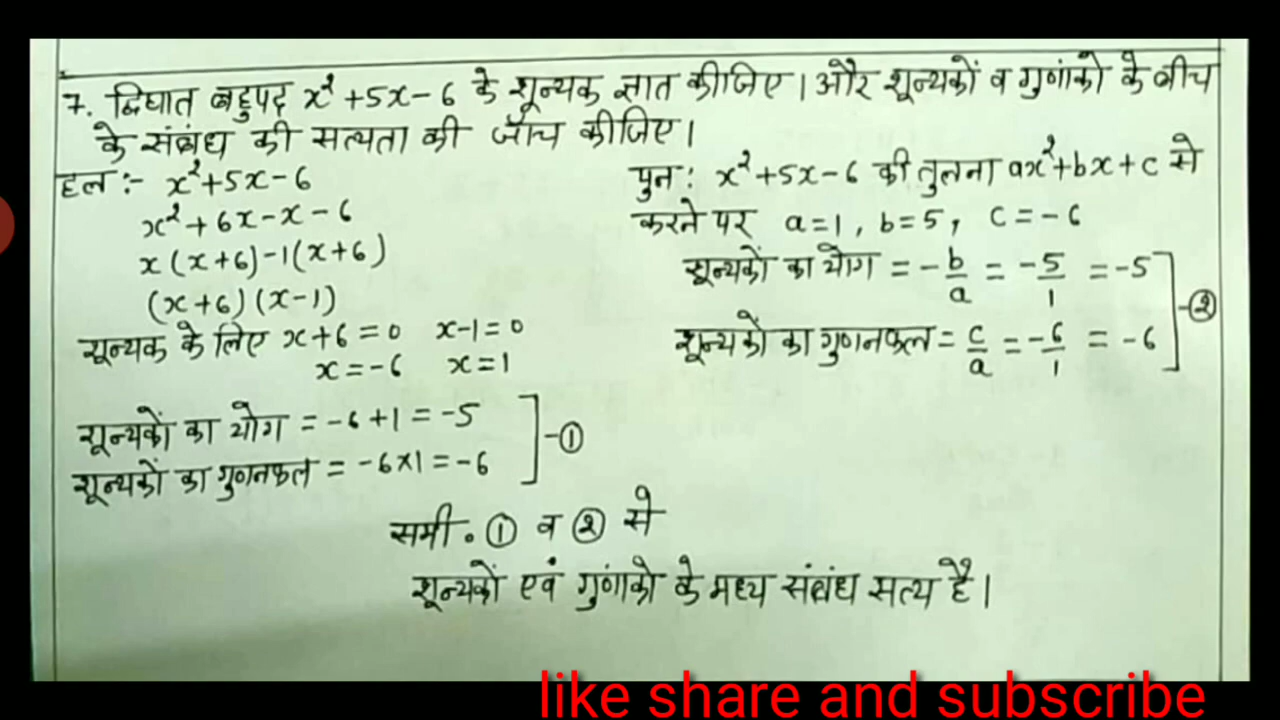 7. द्विघात बहुपद x² +5x - 6 के शून्यक ज्ञात कीजिए। और शून्यकों व गुणांको के बीच
के संबंध की सत्यता की जाँच कीजिए।
हल :- x²+5x-6
x² + 6x - x - 6
x (x+6) -1(x+6)
(x+6) (x-1)
शून्यक के लिए x+6 = 0 x-1 = 0
x = -6 x = 1
शून्यकों का योग = -6 +1 = -5
शून्यकों का गुणनफल = -6×1 = -6 ] -①
पुन: x² +5x - 6 की तुलना ax²+bx+c से
करने पर a=1, b=5, c = -6
शून्यकों का योग = -b/a = -5/1 = -5
शून्यकों का गुणनफल = c/a = -6/1 = -6 ] -②
समी. ① व ② से
शून्यकों एवं गुणांको के मध्य संबंध सत्य है।
like share and subscribe